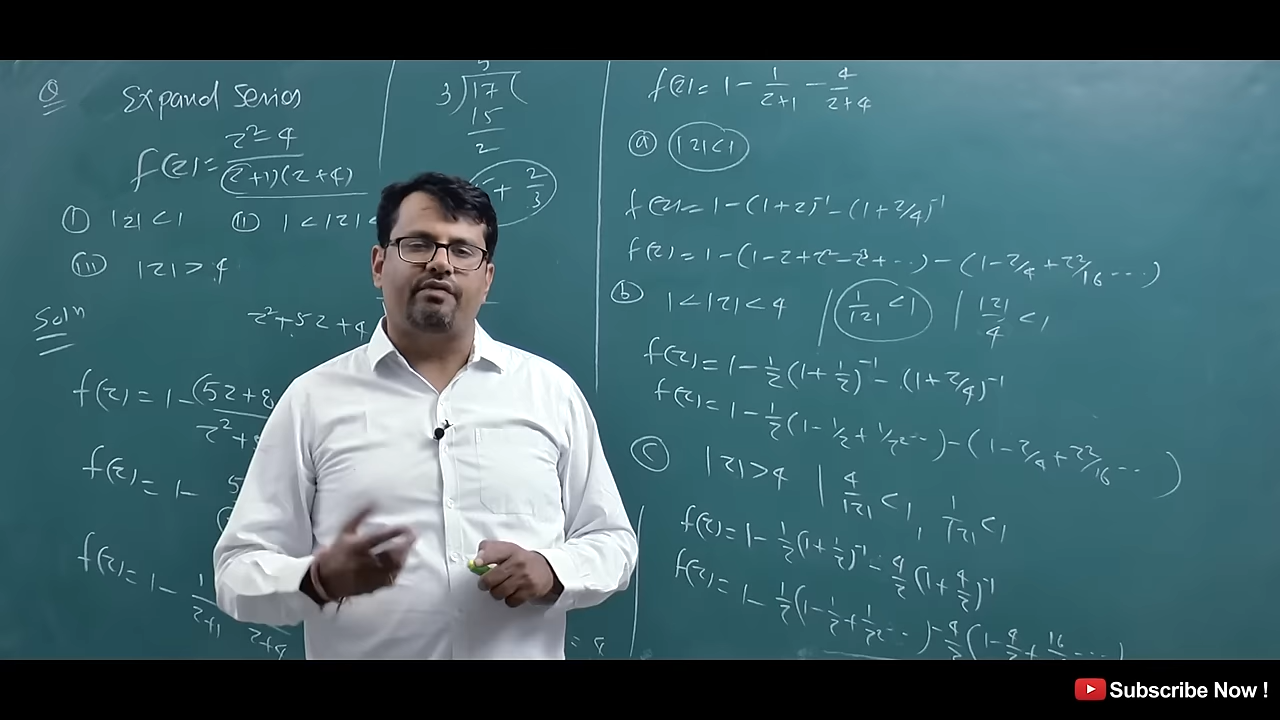 Q Expand Series
f(z) = z²-4
(z+1)(z+4)
(i) |z| < 1 (ii) 1 < |z| <
(iii) |z| > 4
Soln
z²+5z+4
f(z) = 1 - (5z+8
z²+
f(z) = 1 - 5
f(z) = 1 - 1
z+1 z+4
= 8
3)17(
15
2
+ 2/3
f(z) = 1 - 1/z+1 - 4/z+4
(a) |z|<1
f(z) = 1-(1+z)⁻¹-(1+z/4)⁻¹
f(z) = 1-(1-z+z²-z³+...) - (1-z/4+z²/16 ....)
(b) 1<|z|<4 | 1/|z| <1 | |z|/4 <1
f(z) = 1-1/z(1+1/z)⁻¹-(1+z/4)⁻¹
f(z) = 1-1/z(1-1/z+1/z²...)-(1-z/4+z²/16 ...)
(c) |z|>4 | 4/|z| <1, 1/|z| <1
f(z) = 1-1/z(1+1/z)⁻¹-4/z(1+4/z)⁻¹
f(z) = 1-1/z(1-1/z+1/z²...)-4/z(1-4/z+16 ....)
Subscribe Now !